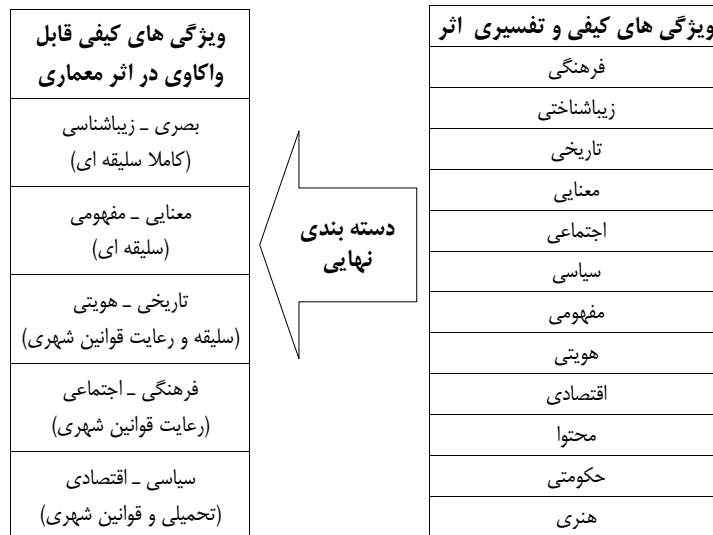 ویژگی های کیفی و تفسیری اثر
فرهنگی
زیباشناختی
تاریخی
معنایی
اجتماعی
سیاسی
مفهومی
هویتی
اقتصادی
محتوا
حکومتی
هنری
دسته بندی
نهایی
ویژگی های کیفی قابل
واکاوی در اثر معماری
بصری ـ زیباشناسی
(کاملا سلیقه ای)
معنایی ـ مفهومی
(سلیقه ای)
تاریخی ـ هویتی
(سلیقه و رعایت قوانین شهری)
فرهنگی ـ اجتماعی
(رعایت قوانین شهری)
سیاسی ـ اقتصادی
(تحمیلی و قوانین شهری)